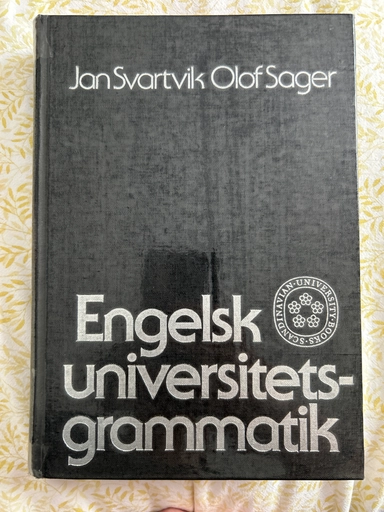 Jan Svartvik Olof Sager
Engelsk
universitets-
grammatik
SCANDINAVIAN·UNIVERSITY·BOOKS·